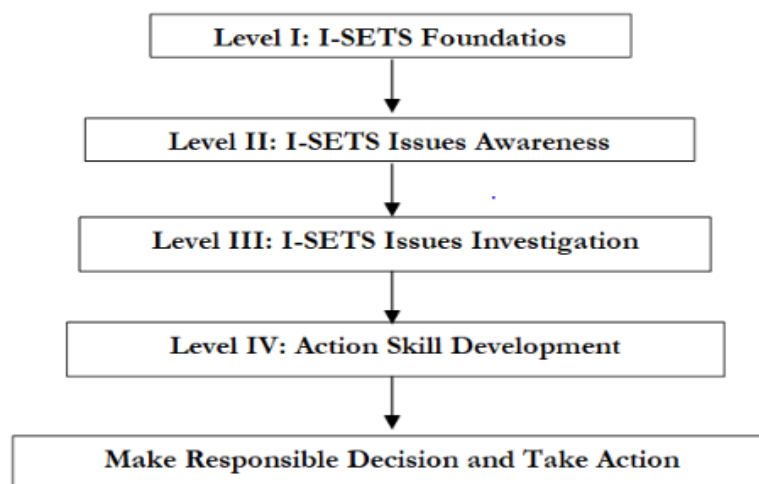 Level I: I-SETS Foundatios
Level II: I-SETS Issues Awareness
Level III: I-SETS Issues Investigation
Level IV: Action Skill Development
Make Responsible Decision and Take Action